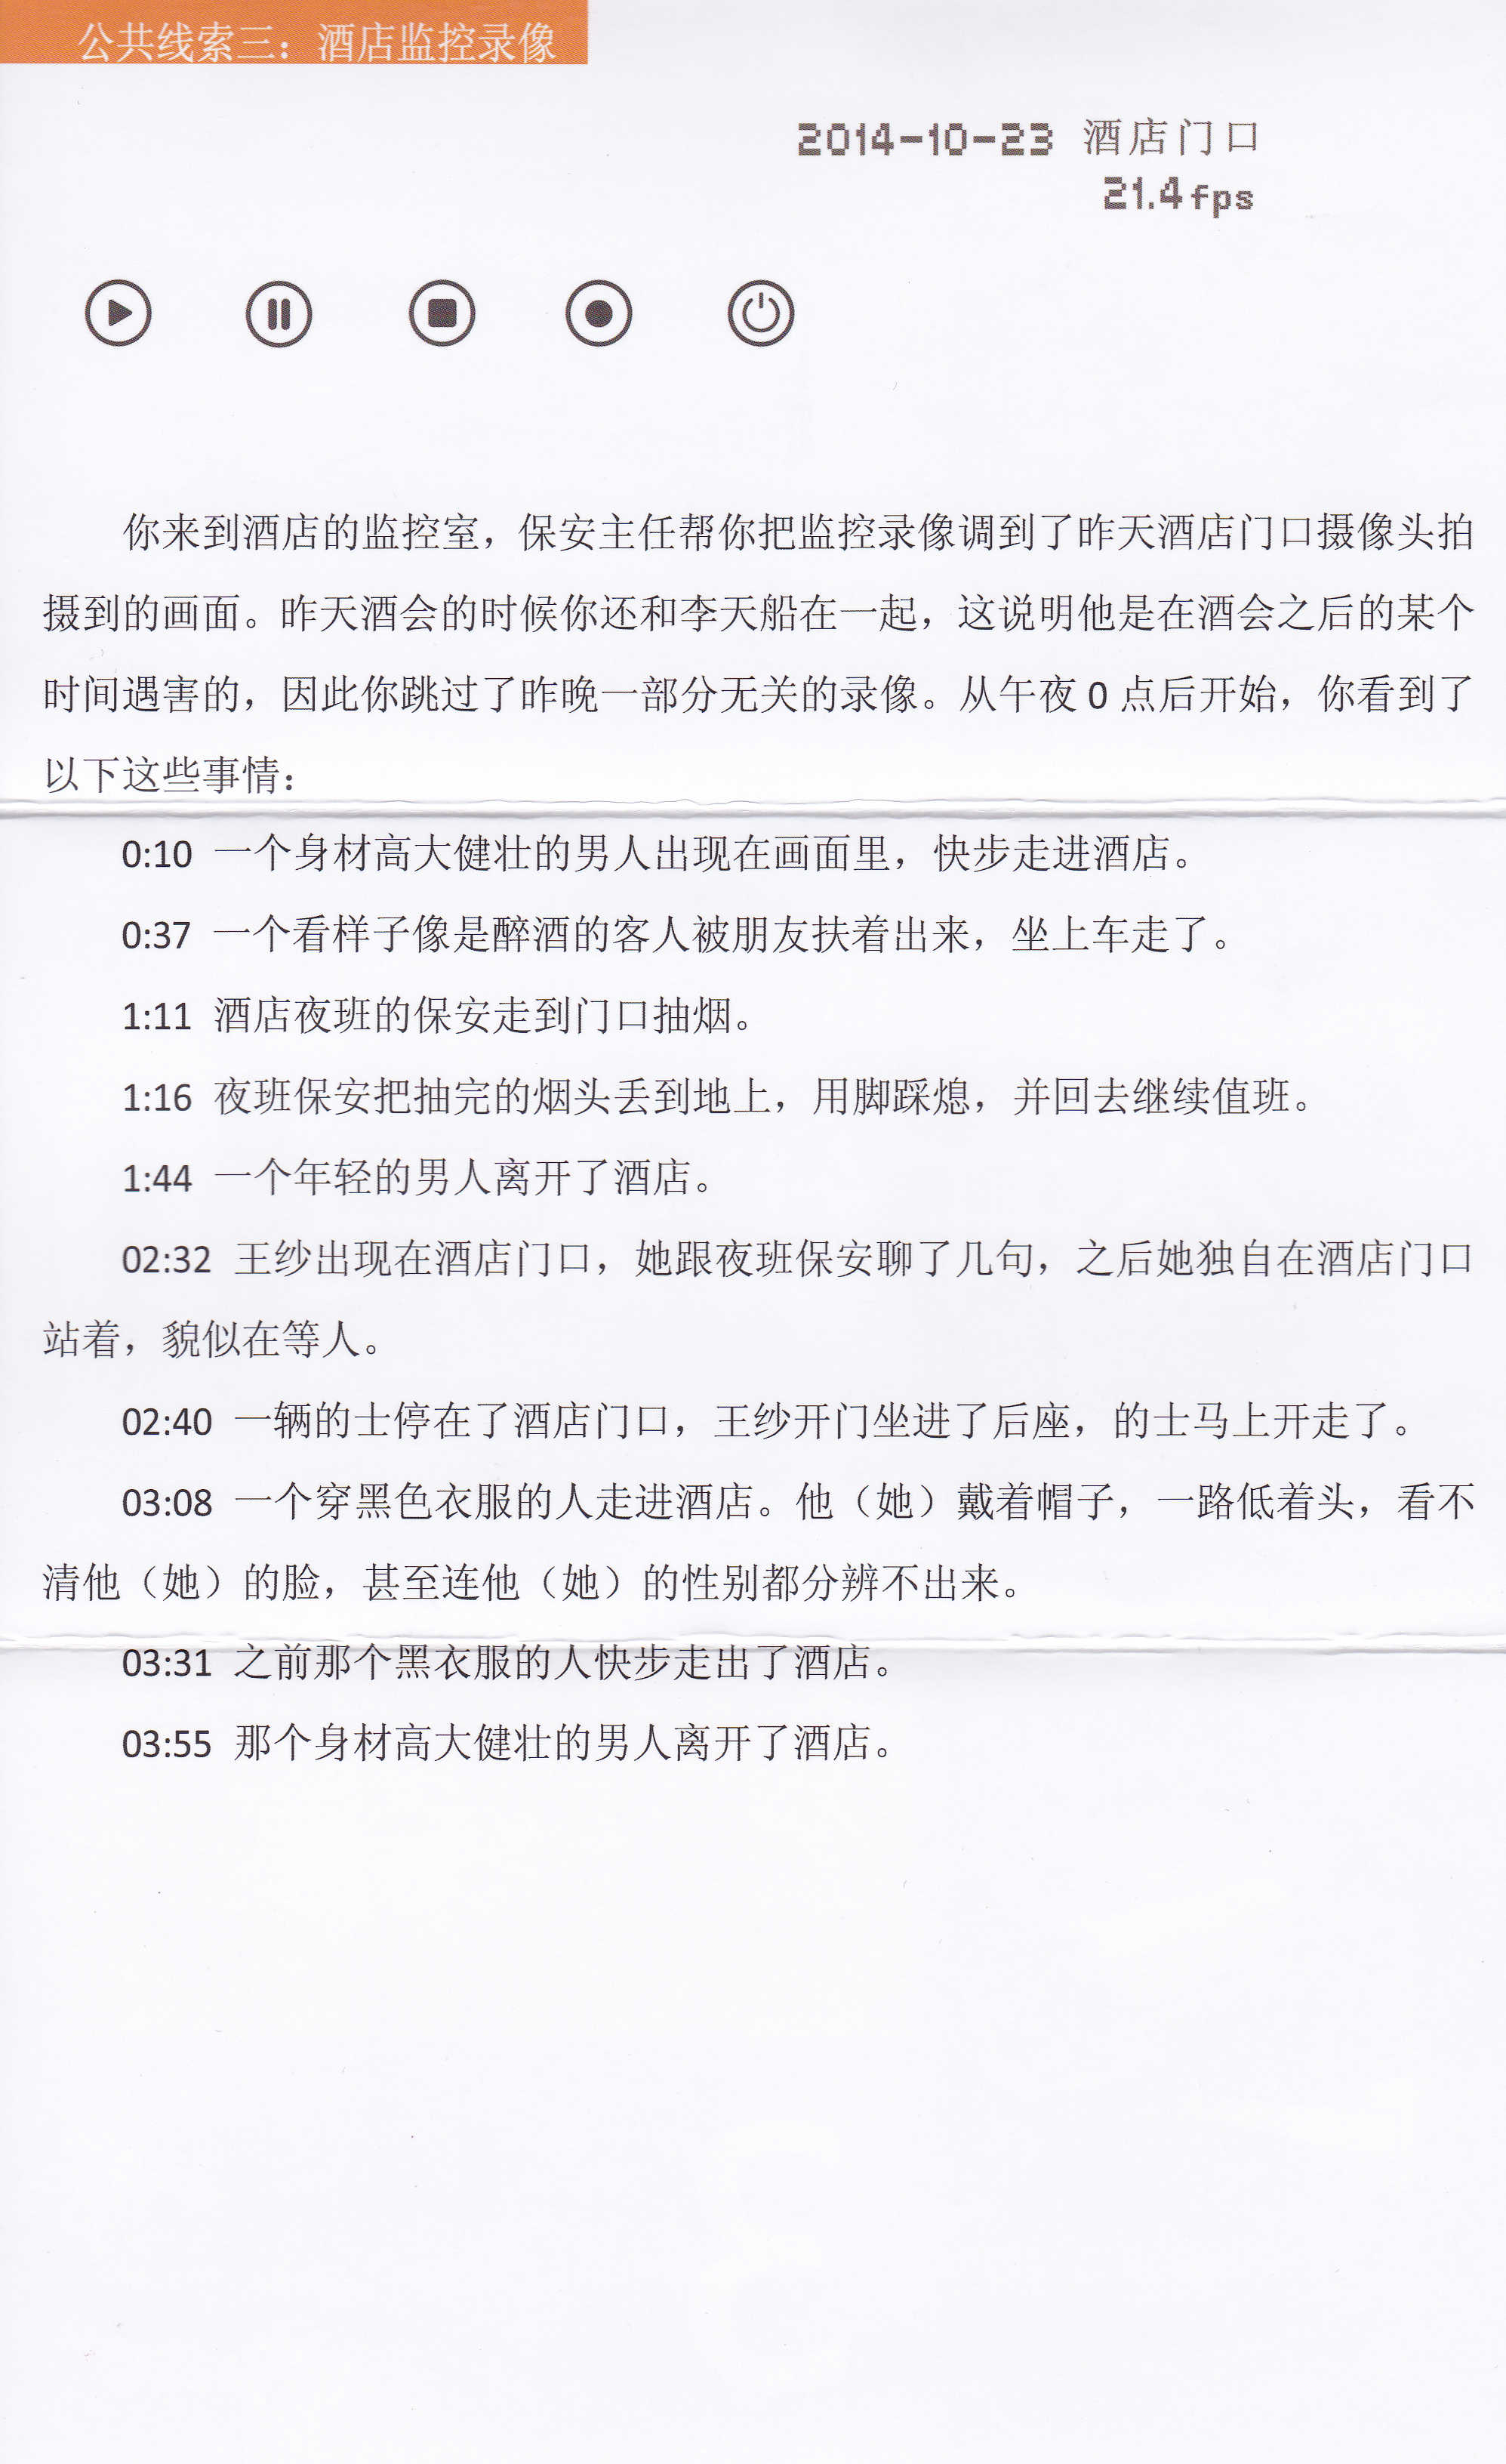 公共线索三：酒店监控录像
2014-10-23 酒店门口
21.4fps
你来到酒店的监控室，保安主任帮你把监控录像调到了昨天酒店门口摄像头拍
摄到的画面。昨天酒会的时候你还和李天船在一起，这说明他是在酒会之后的某个
时间遇害的，因此你跳过了昨晚一部分无关的录像。从午夜 0 点后开始，你看到了
以下这些事情：
0:10 一个身材高大健壮的男人出现在画面里，快步走进酒店。
0:37 一个看样子像是醉酒的客人被朋友扶着出来，坐上车走了。
1:11 酒店夜班的保安走到门口抽烟。
1:16 夜班保安把抽完的烟头丢到地上，用脚踩熄，并回去继续值班。
1:44 一个年轻的男人离开了酒店。
02:32 王纱出现在酒店门口，她跟夜班保安聊了几句，之后她独自在酒店门口
站着，貌似在等人。
02:40 一辆的士停在了酒店门口，王纱开门坐进了后座，的士马上开走了。
03:08 一个穿黑色衣服的人走进酒店。他（她）戴着帽子，一路低着头，看不
清他（她）的脸，甚至连他（她）的性别都分辨不出来。
03:31 之前那个黑衣服的人快步走出了酒店。
03:55 那个身材高大健壮的男人离开了酒店。